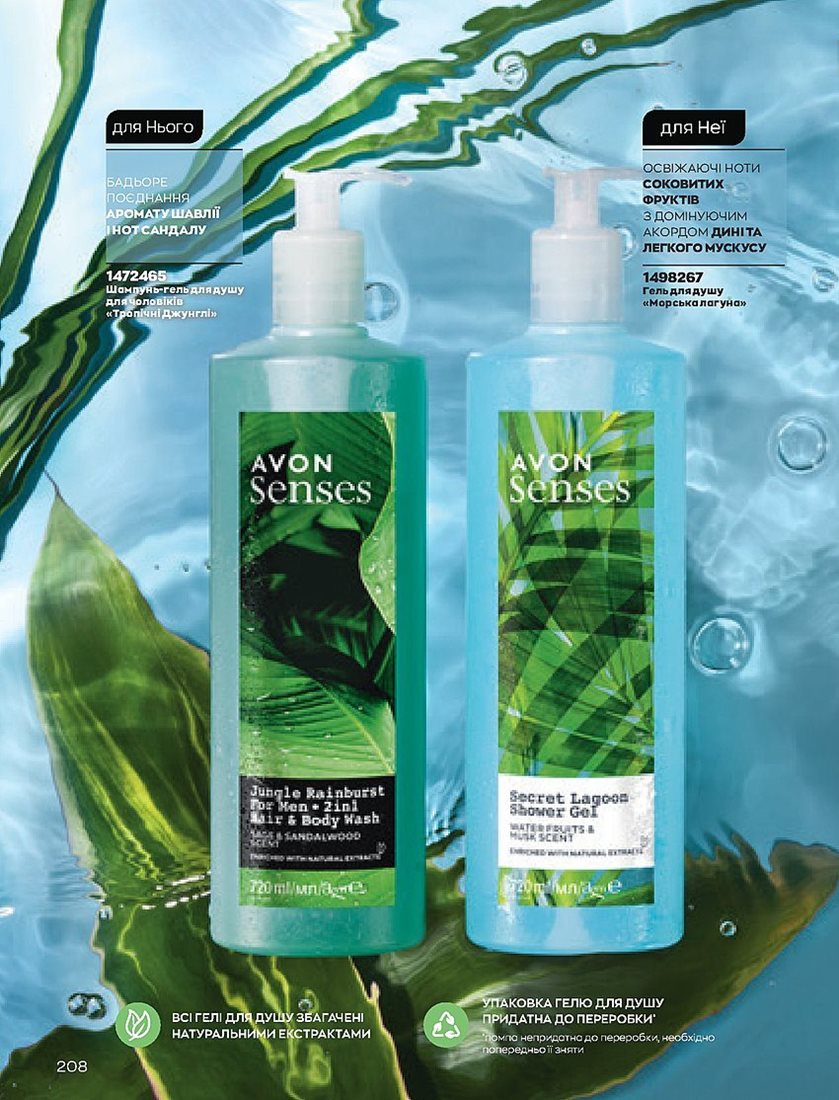 для Нього
БАДЬОРЕ
ПОЄДНАННЯ
АРОМАТУ ШАВЛІЇ
І НОТ САНДАЛУ
1472465
Шампунь-гель для душу
для чоловіків
«Тропічні Джунглі»
для Неї
ОСВІЖАЮЧІ НОТИ
СОКОВИТИХ
ФРУКТІВ
З ДОМІНУЮЧИМ
АКОРДОМ ДИНІ ТА
ЛЕГКОГО МУСКУСУ
1498267
Гель для душу
«Морська лагуна»
AVON
Senses
Jungle Rainburst
For Men • 2in1
Hair & Body Wash
SAGE & SANDALWOOD
SCENT
ENRICHED WITH NATURAL EXTRACTS
720 ml/мл/
AVON
Senses
Secret Lagoon
Shower Gel
WATER FRUITS &
MUSK SCENT
ENRICHED WITH NATURAL EXTRACTS
720 ml/мл/
ВСІ ГЕЛІ ДЛЯ ДУШУ ЗБАГАЧЕНІ
НАТУРАЛЬНИМИ ЕКСТРАКТАМИ
УПАКОВКА ГЕЛЮ ДЛЯ ДУШУ
ПРИДАТНА ДО ПЕРЕРОБКИ*
*помпа непридатна до переробки, необхідно
попередньо її зняти
208